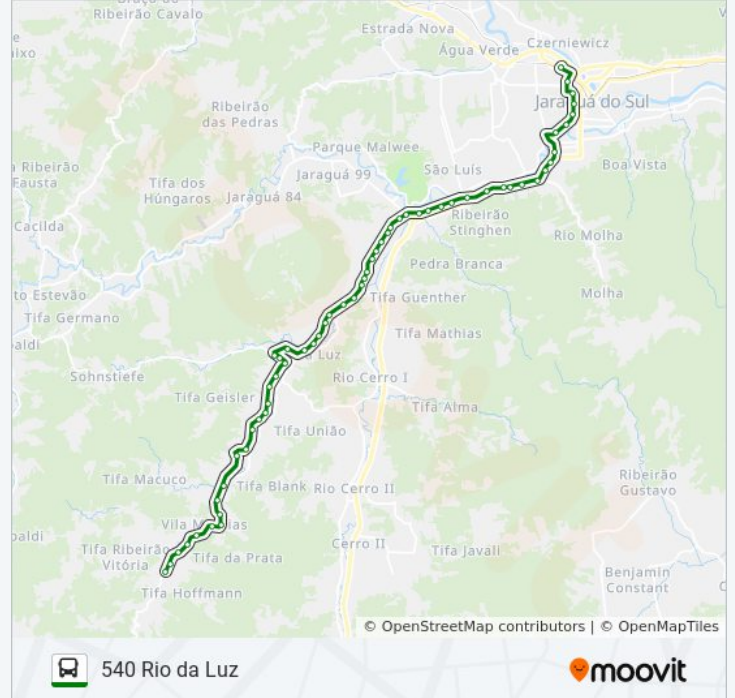 Ribeirão Cavalo
Estrada Nova
Czerniewicz
Água Verde
Ribeirão
das Pedras
Jaraguá do Sul
Parque Malwee
São Luís
Boa Vista
Ribeirão
Fausta
Tifa dos
Húngaros
Jaraguá 99
Jaraguá 84
Ribeirão
Stinghen
Cacilda
Rio Molha
Pedra Branca
to Estevão
Tifa Guenther
Molha
Tifa Germano
Tifa Mathias
aldi
Luz
Sohnstiefe
Rio Cerro I
Tifa Geisler
Tifa Alma
Tifa União
Tifa Macuco
Tifa Blank
Rio Cerro II
Ribeirão
Gustavo
Vila M
ias
Cerro II
Tifa Ribeirão
Vitória
Tifa da Prata
Tifa Javali
Tifa Hoffmann
Benjamin
Constant
© OpenStreetMap contributors | © OpenMapTiles
540 Rio da Luz
moovit